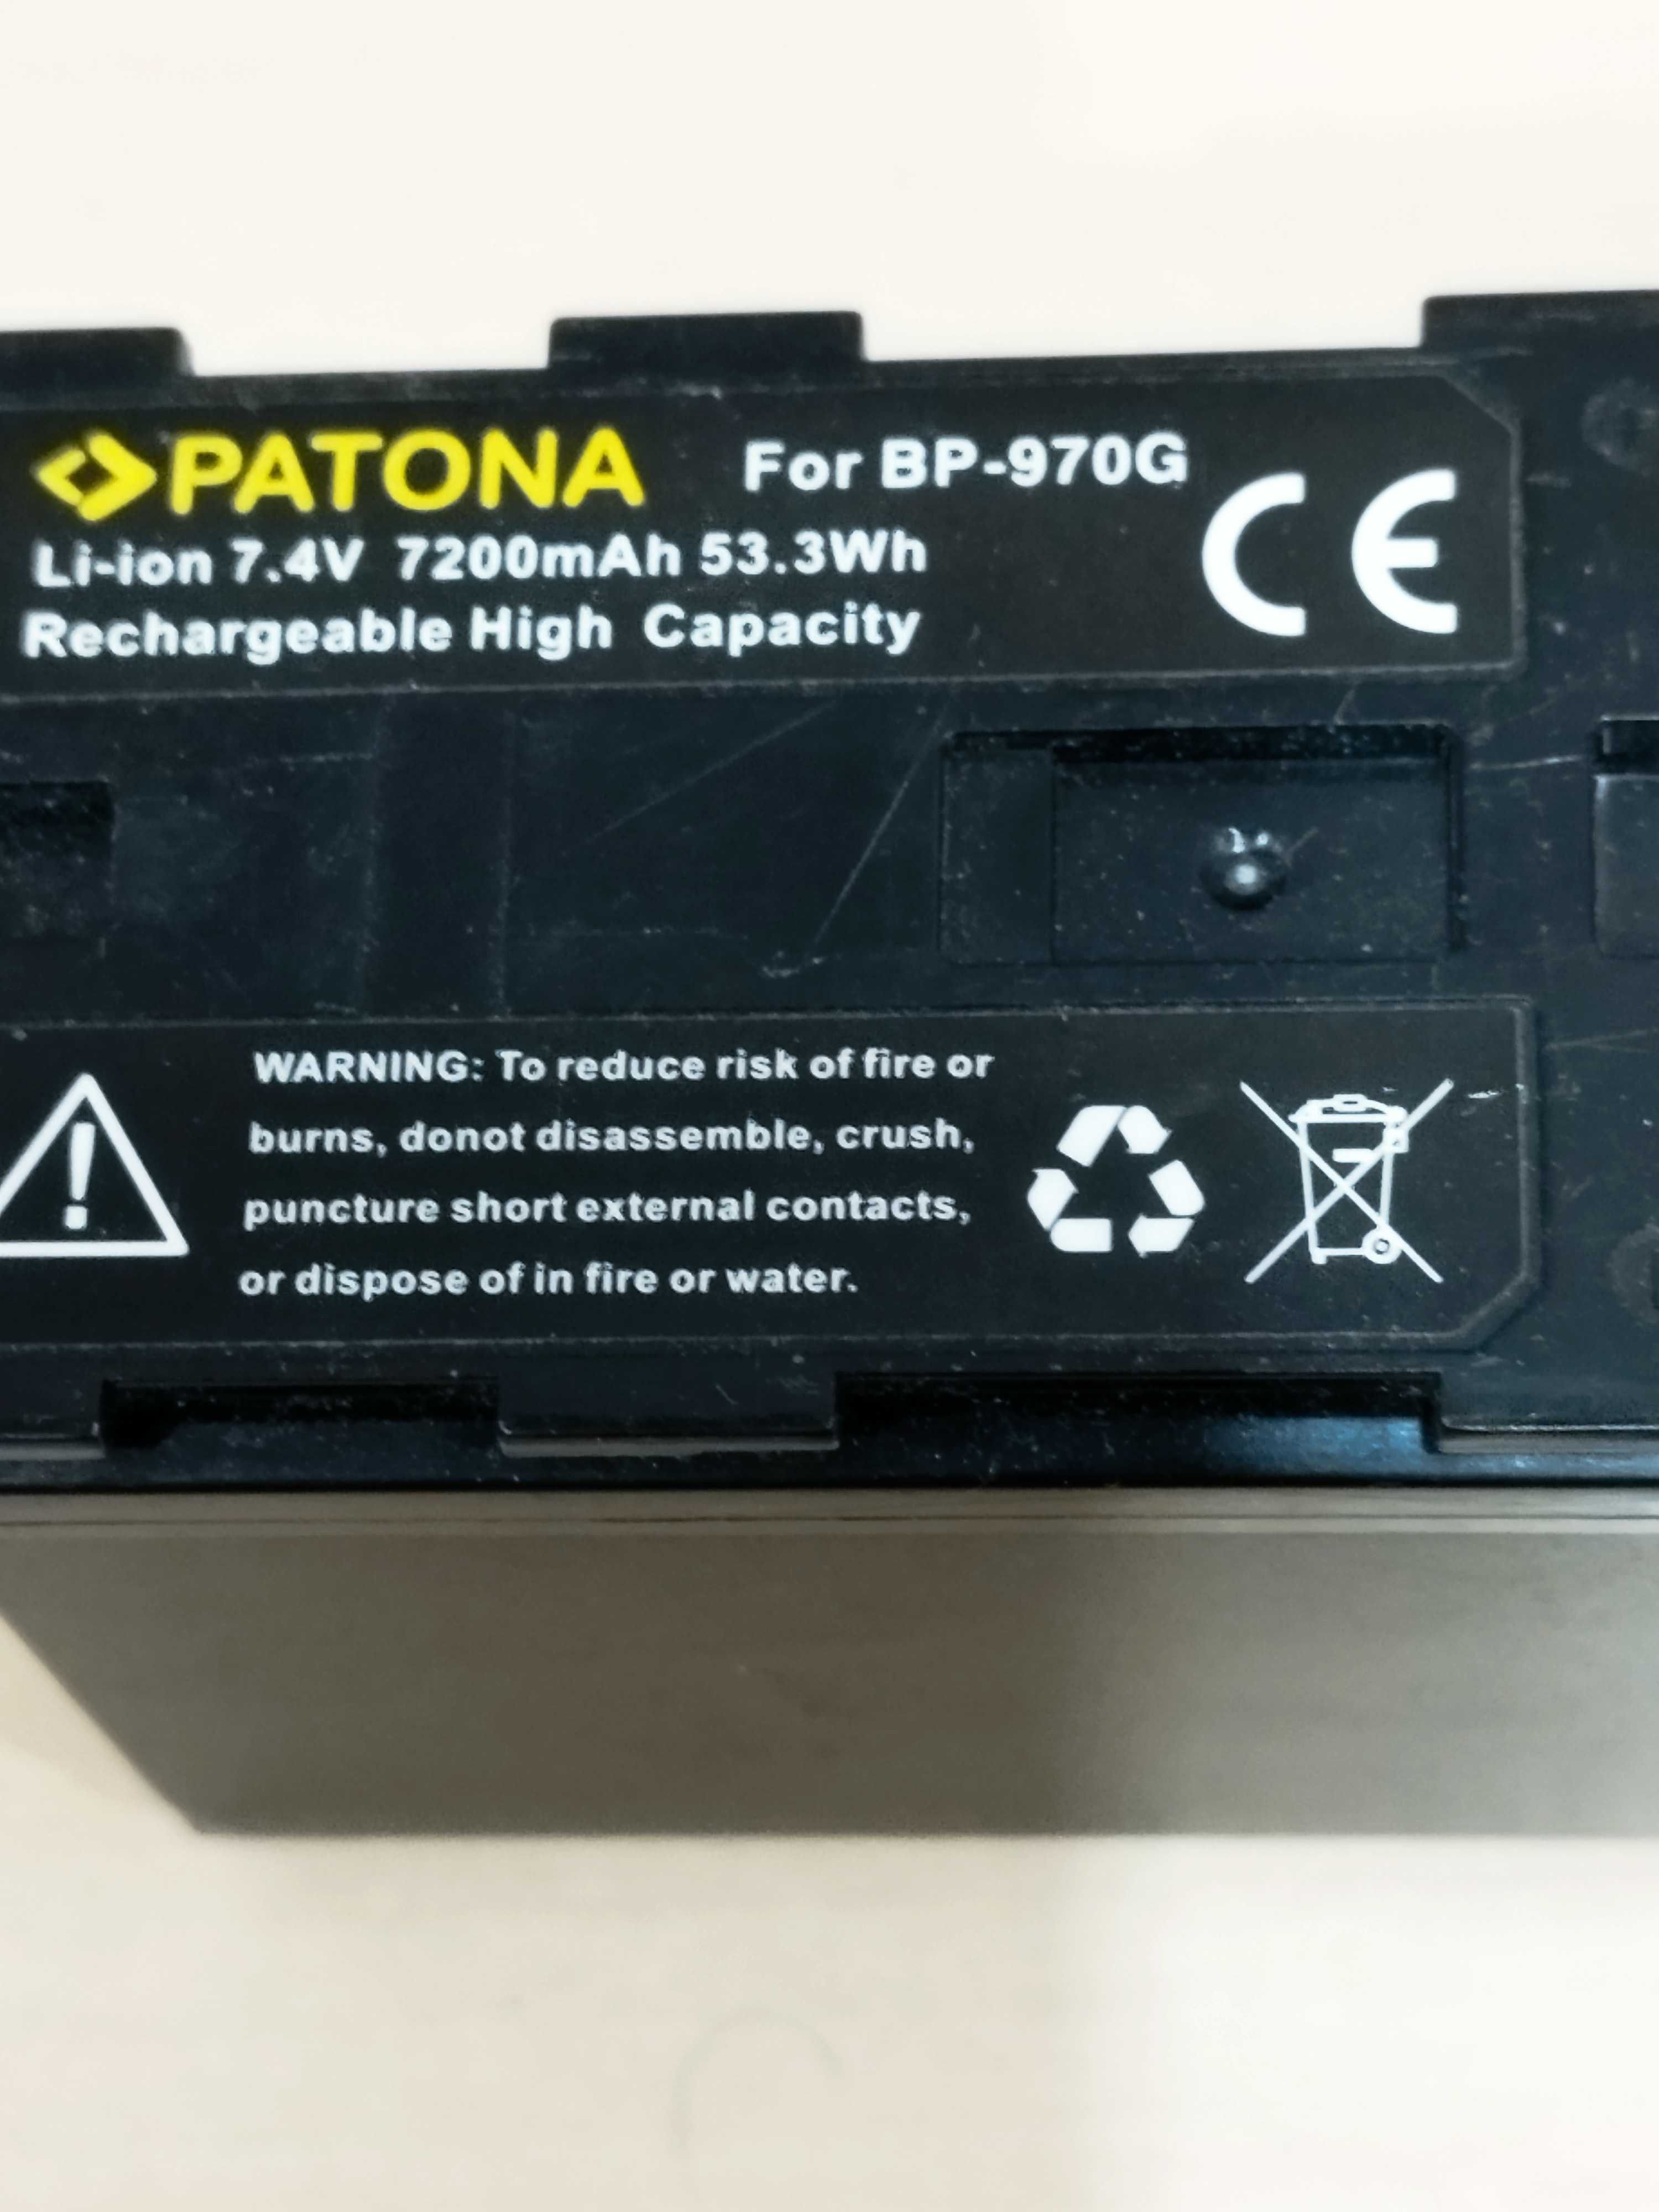 PATONA For BP-970G
CE
Li-ion 7.4V 7200mAh 53.3Wh
Rechargeable High Capacity
WARNING: To reduce risk of fire or
burns, donot disassemble, crush,
puncture short external contacts,
or dispose of in fire or water.